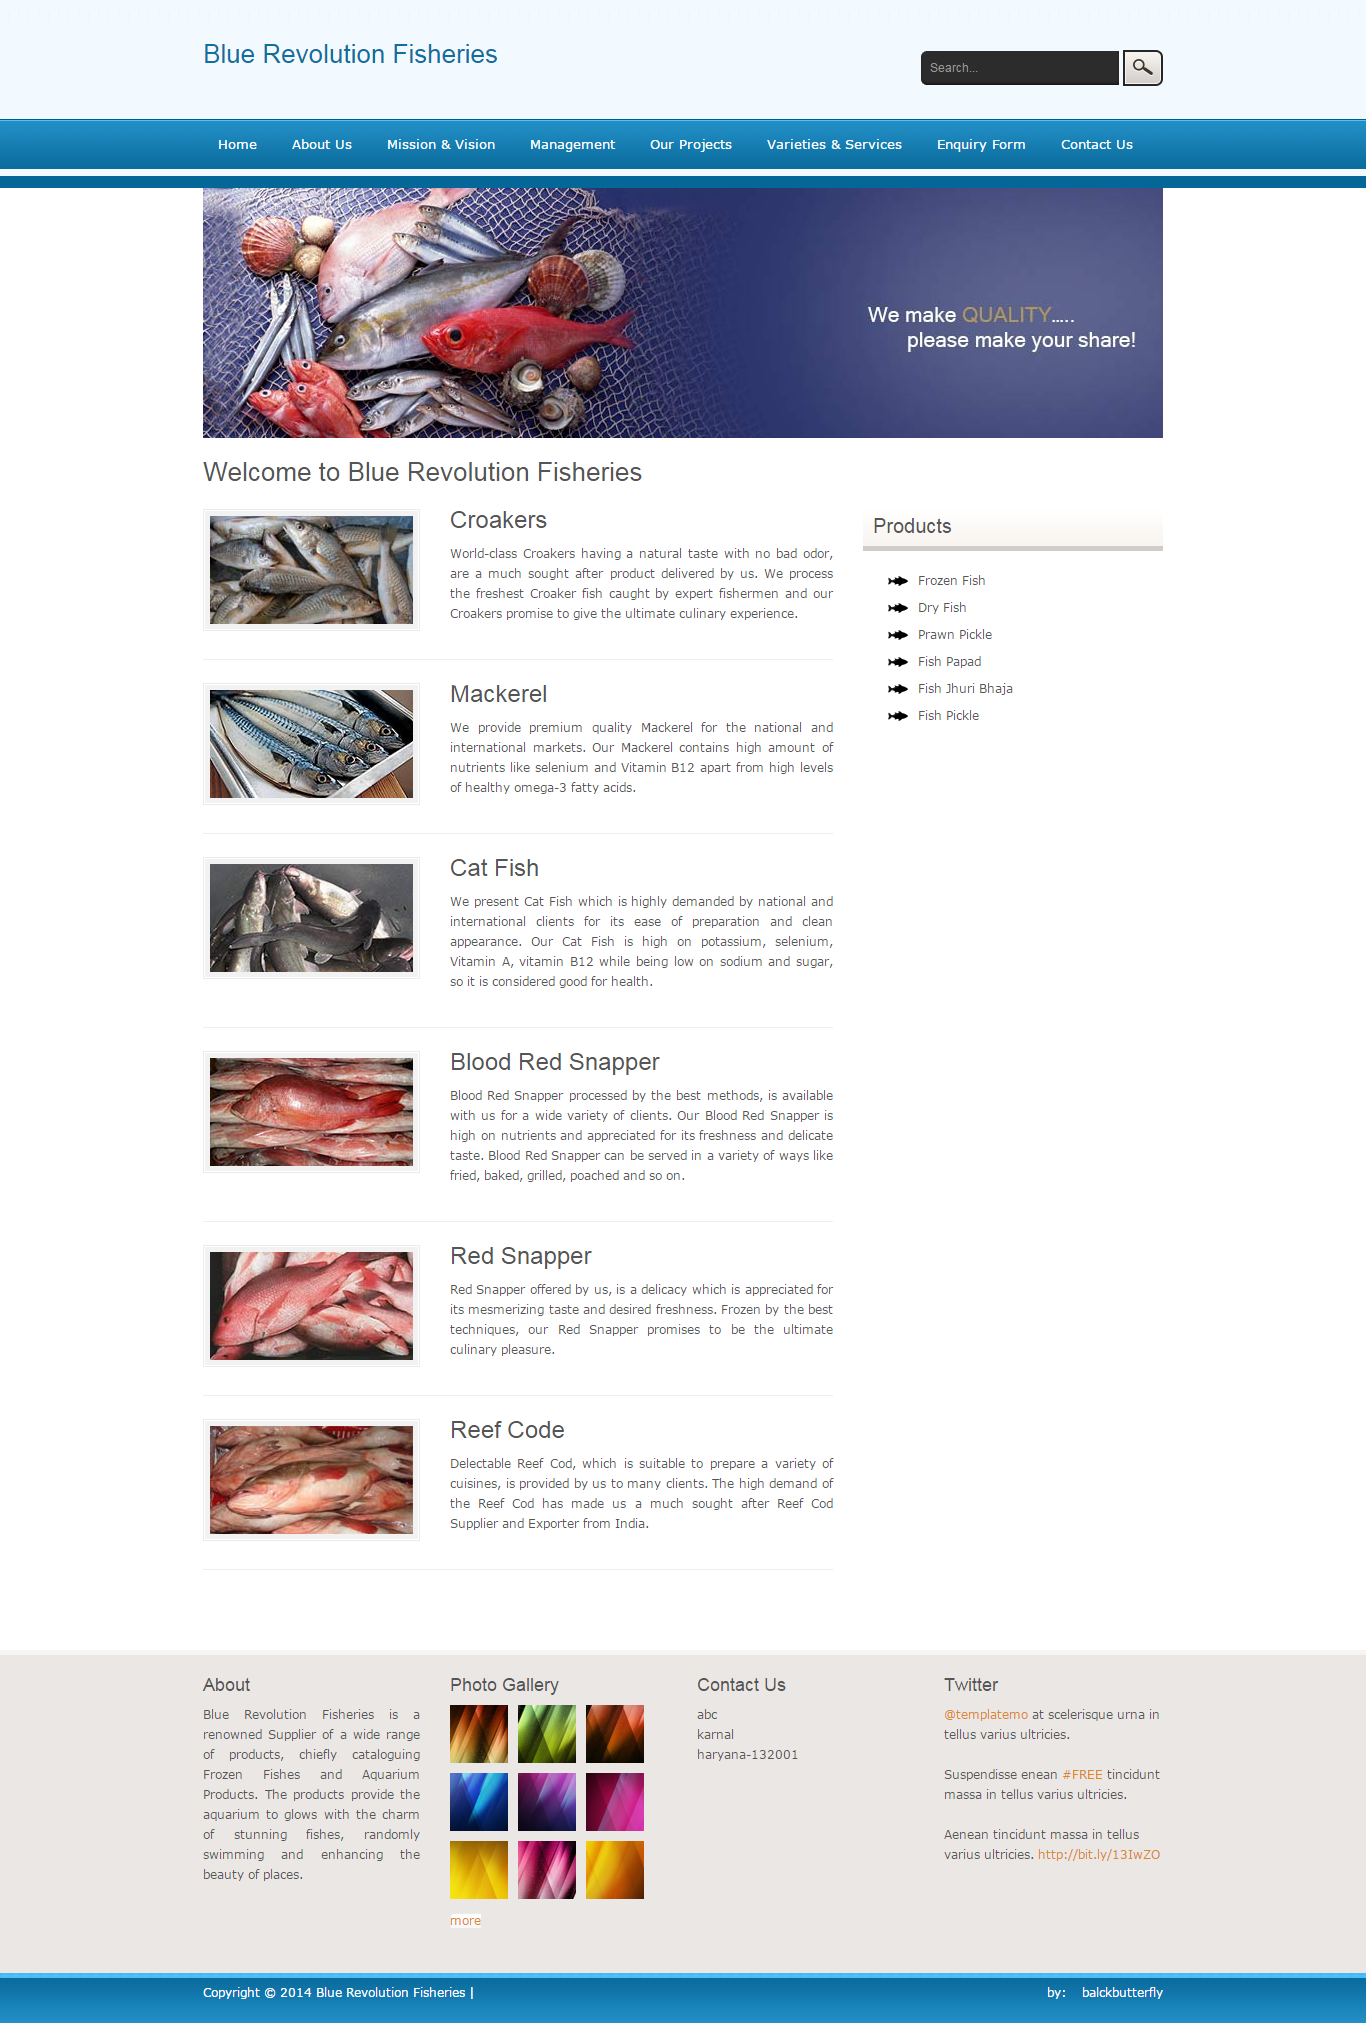 Blue Revolution Fisheries
Search...
Home About Us Mission & Vision Management Our Projects Varieties & Services Enquiry Form Contact Us
We make QUALITY.....
please make your share!
Welcome to Blue Revolution Fisheries
Croakers
World-class Croakers having a natural taste with no bad odor,
are a much sought after product delivered by us. We process
the freshest Croaker fish caught by expert fishermen and our
Croakers promise to give the ultimate culinary experience.
Mackerel
We provide premium quality Mackerel for the national and
international markets. Our Mackerel contains high amount of
nutrients like selenium and Vitamin B12 apart from high levels
of healthy omega-3 fatty acids.
Cat Fish
We present Cat Fish which is highly demanded by national and
international clients for its ease of preparation and clean
appearance. Our Cat Fish is high on potassium, selenium,
Vitamin A, vitamin B12 while being low on sodium and sugar,
so it is considered good for health.
Blood Red Snapper
Blood Red Snapper processed by the best methods, is available
with us for a wide variety of clients. Our Blood Red Snapper is
high on nutrients and appreciated for its freshness and delicate
taste. Blood Red Snapper can be served in a variety of ways like
fried, baked, grilled, poached and so on.
Red Snapper
Red Snapper offered by us, is a delicacy which is appreciated for
its mesmerizing taste and desired freshness. Frozen by the best
techniques, our Red Snapper promises to be the ultimate
culinary pleasure.
Reef Code
Delectable Reef Cod, which is suitable to prepare a variety of
cuisines, is provided by us to many clients. The high demand of
the Reef Cod has made us a much sought after Reef Cod
Supplier and Exporter from India.
Products
Frozen Fish
Dry Fish
Prawn Pickle
Fish Papad
Fish Jhuri Bhaja
Fish Pickle
About
Blue Revolution Fisheries is a
renowned Supplier of a wide range
of products, chiefly cataloguing
Frozen Fishes and Aquarium
Products. The products provide the
aquarium to glows with the charm
of stunning fishes, randomly
swimming and enhancing the
beauty of places.
Photo Gallery
more
Contact Us
abc
karnal
haryana-132001
Twitter
@templatemo at scelerisque urna in
tellus varius ultricies.
Suspendisse enean #FREE tincidunt
massa in tellus varius ultricies.
Aenean tincidunt massa in tellus
varius ultricies. http://bit.ly/13IwZO
Copyright © 2014 Blue Revolution Fisheries |
by: balckbutterfly